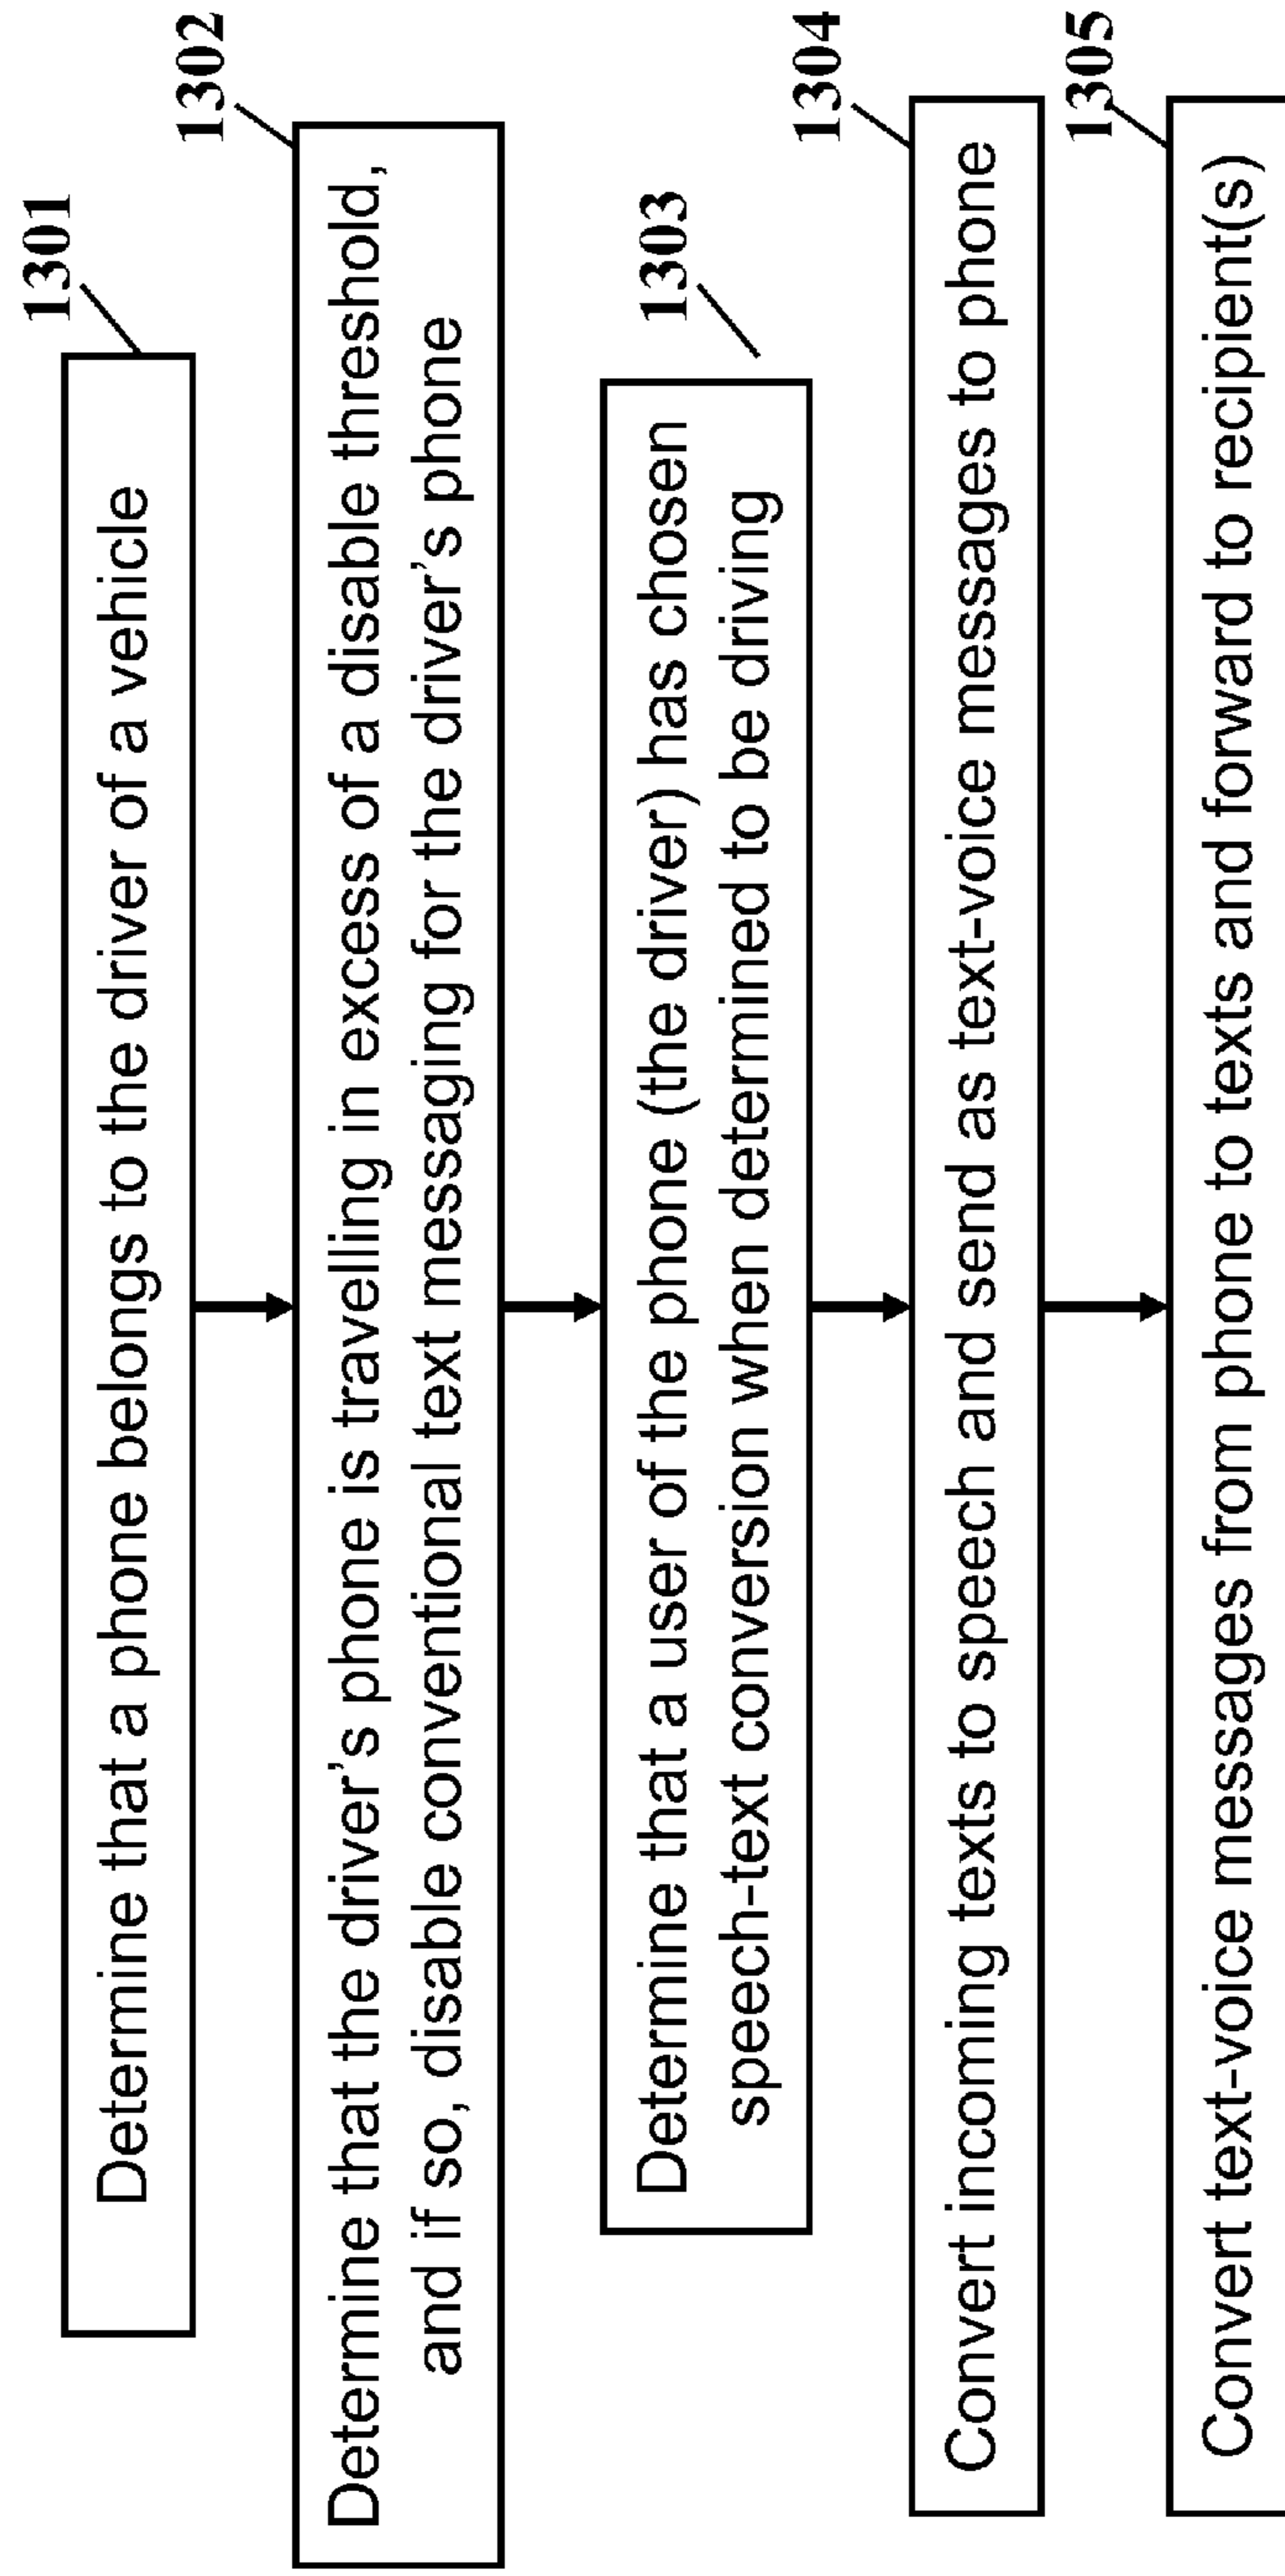 1301
Determine that a phone belongs to the driver of a vehicle
1302
Determine that the driver's phone is travelling in excess of a disable threshold,
and if so, disable conventional text messaging for the driver's phone
1303
Determine that a user of the phone (the driver) has chosen
speech-text conversion when determined to be driving
1304
Convert incoming texts to speech and send as text-voice messages to phone
1305
Convert text-voice messages from phone to texts and forward to recipient(s)